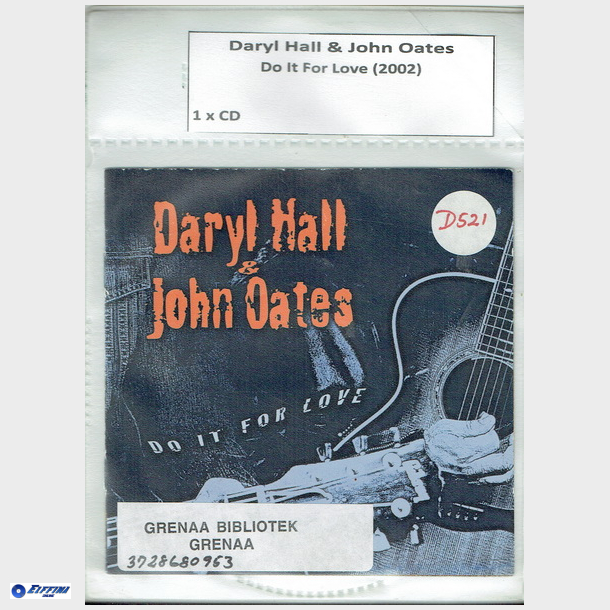 Daryl Hall & John Oates
Do It For Love (2002)
1 x CD
Daryl Hall
&
John Oates
D521
DO IT FOR LOVE
GRENAA BIBLIOTEK
GRENAA
3728680953